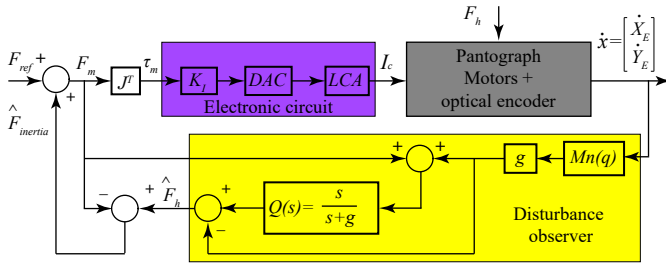 F_h
ẋ = [Ẋ_E
Ẏ_E]
F_ref + F_m J^T τ_m K_I DAC LCA I_c
+
Electronic circuit
Pantograph
Motors +
optical encoder
F̂_inertia
+ + g Mn(q)
− + F̂_h + Q(s)= s
s+g
−
Disturbance
observer